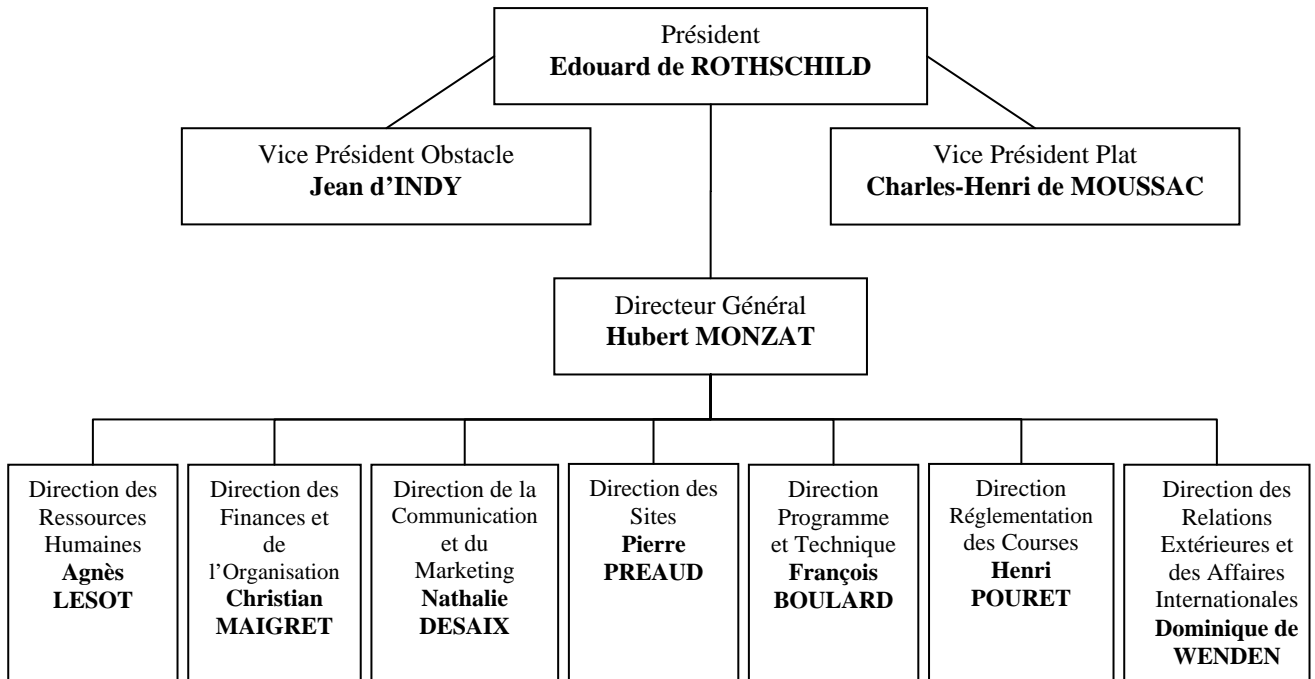 Président
Edouard de ROTHSCHILD
Vice Président Obstacle
Jean d’INDY
Vice Président Plat
Charles-Henri de MOUSSAC
Directeur Général
Hubert MONZAT
Direction des
Ressources
Humaines
Agnès
LESOT
Direction des
Finances et
de
l’Organisation
Christian
MAIGRET
Direction de la
Communication
et du
Marketing
Nathalie
DESAIX
Direction des
Sites
Pierre
PREAUD
Direction
Programme
et Technique
François
BOULARD
Direction
Réglementation
des Courses
Henri
POURET
Direction des
Relations
Extérieures et
des Affaires
Internationales
Dominique de
WENDEN